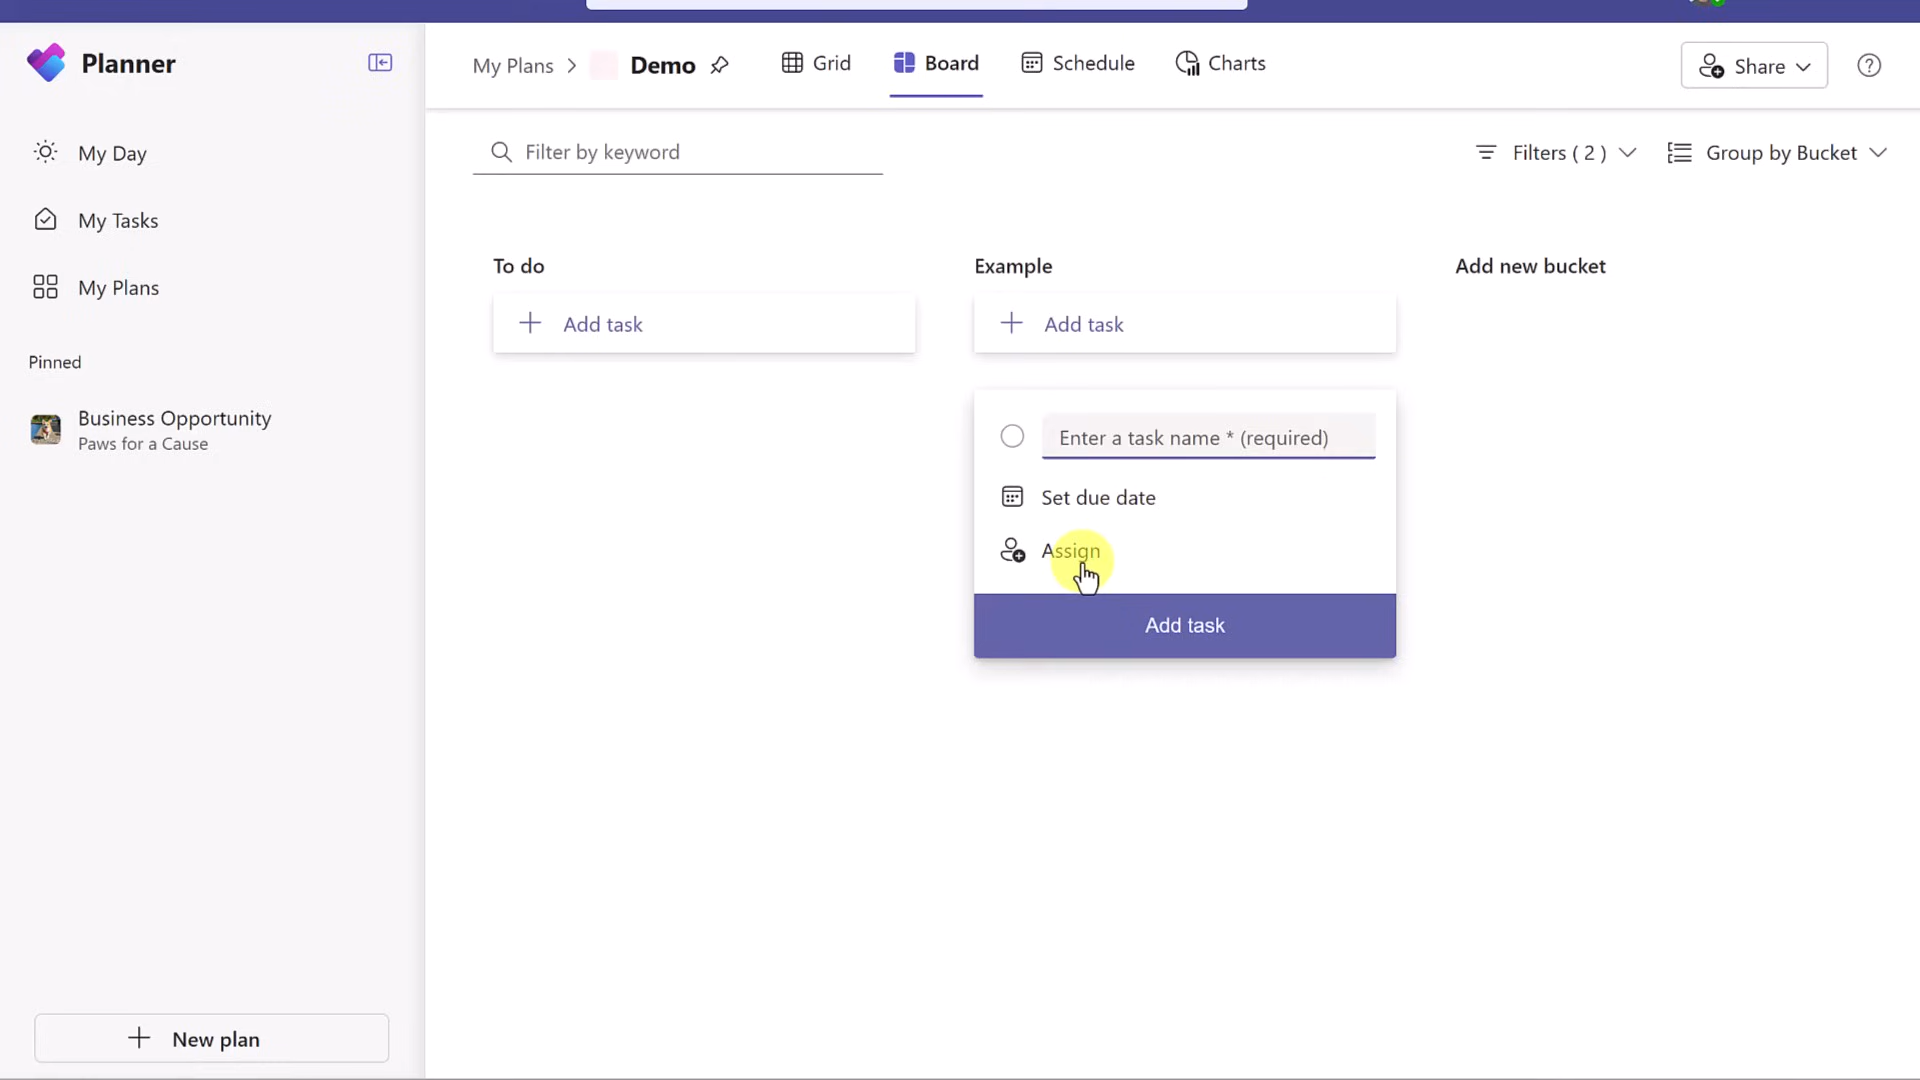 Planner
My Day
My Tasks
My Plans
Pinned
Business Opportunity
Paws for a Cause
New plan
My Plans > Demo
Grid
Board
Schedule
Charts
Share
Filter by keyword
Filters ( 2 )
Group by Bucket
To do
Add task
Example
Add task
Enter a task name * (required)
Set due date
Assign
Add task
Add new bucket